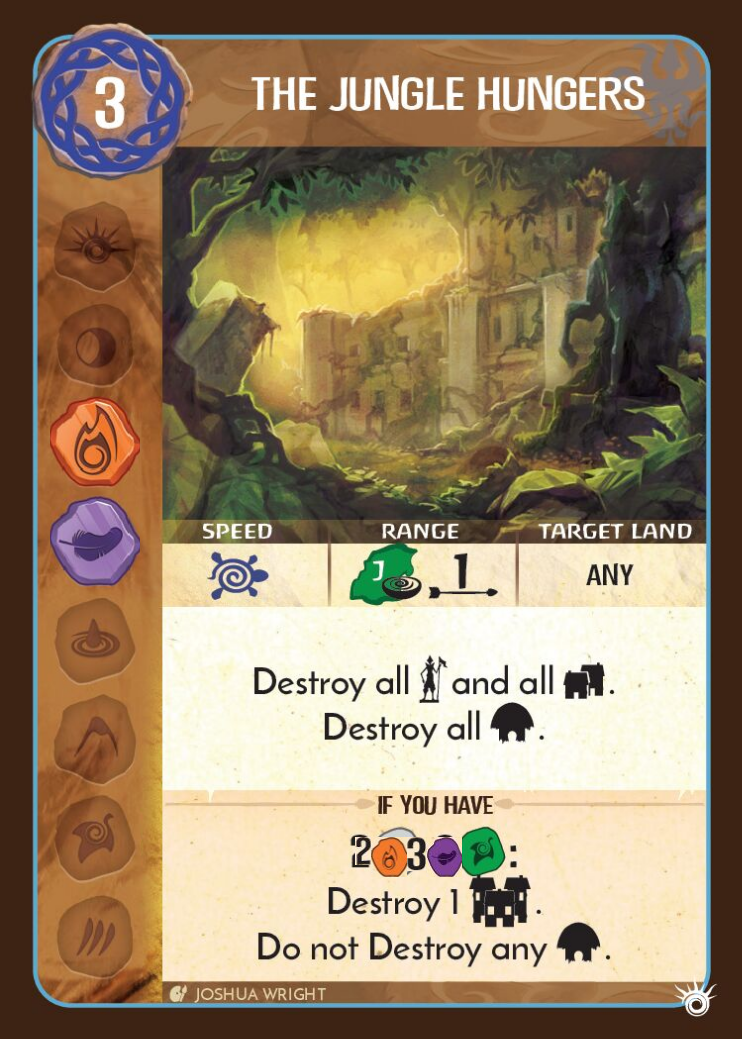 3
THE JUNGLE HUNGERS
SPEED RANGE TARGET LAND
J 1 ANY
Destroy all and all .
Destroy all .
IF YOU HAVE
2 3 :
Destroy 1 .
Do not Destroy any .
JOSHUA WRIGHT